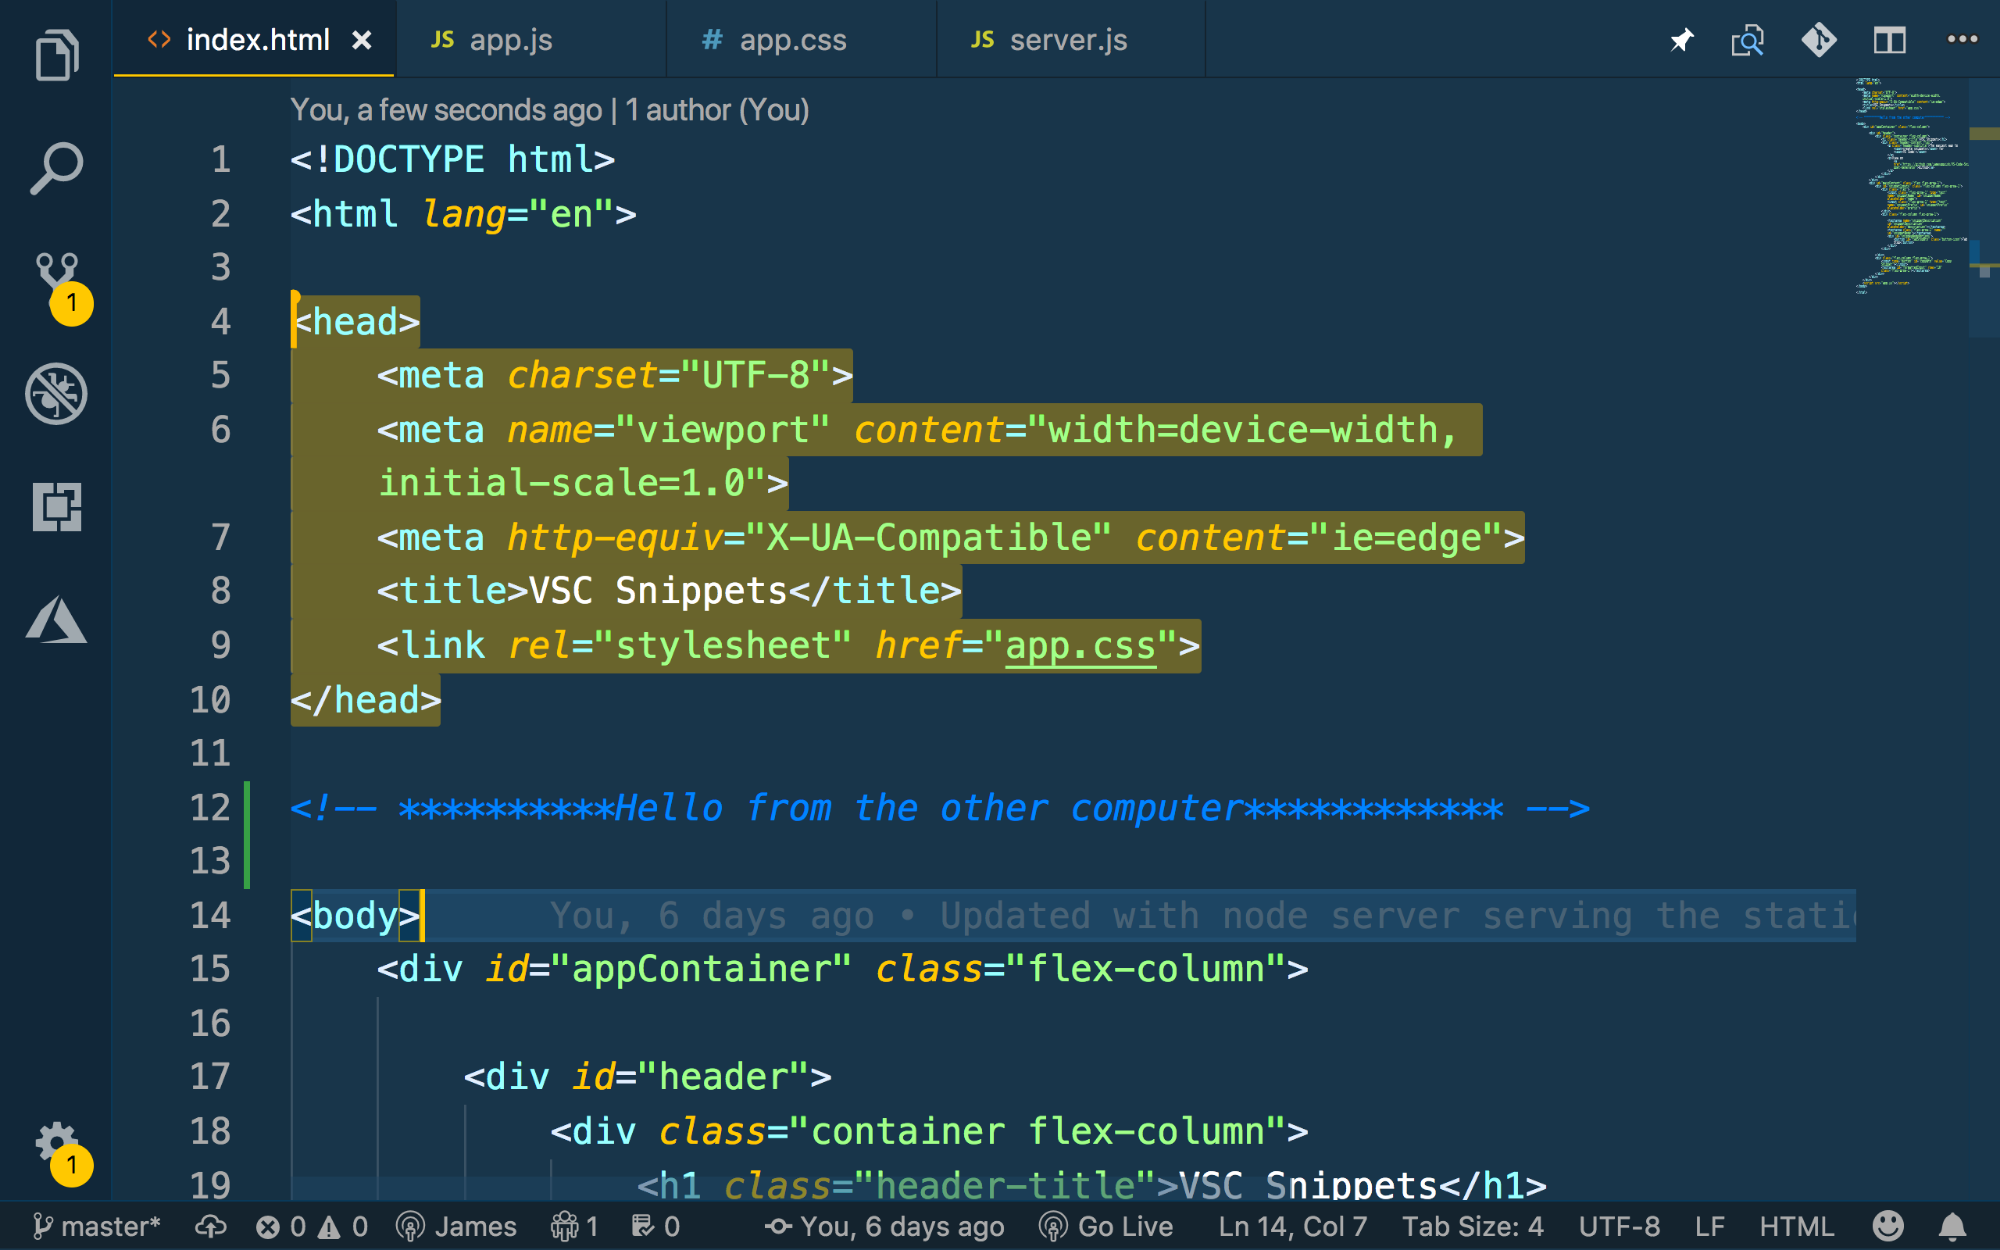 <> index.html × JS app.js # app.css JS server.js
You, a few seconds ago | 1 author (You)
1 <!DOCTYPE html>
2 <html lang="en">
3
4 <head>
5 <meta charset="UTF-8">
6 <meta name="viewport" content="width=device-width,
initial-scale=1.0">
7 <meta http-equiv="X-UA-Compatible" content="ie=edge">
8 <title>VSC Snippets</title>
9 <link rel="stylesheet" href="app.css">
10 </head>
11
12 <!-- **********Hello from the other computer************ -->
13
14 <body> You, 6 days ago • Updated with node server serving the stati
15 <div id="appContainer" class="flex-column">
16
17 <div id="header">
18 <div class="container flex-column">
19 <h1 class="header-title">VSC Snippets</h1>
1
1
master* 0 0 James 1 0 You, 6 days ago Go Live Ln 14, Col 7 Tab Size: 4 UTF-8 LF HTML